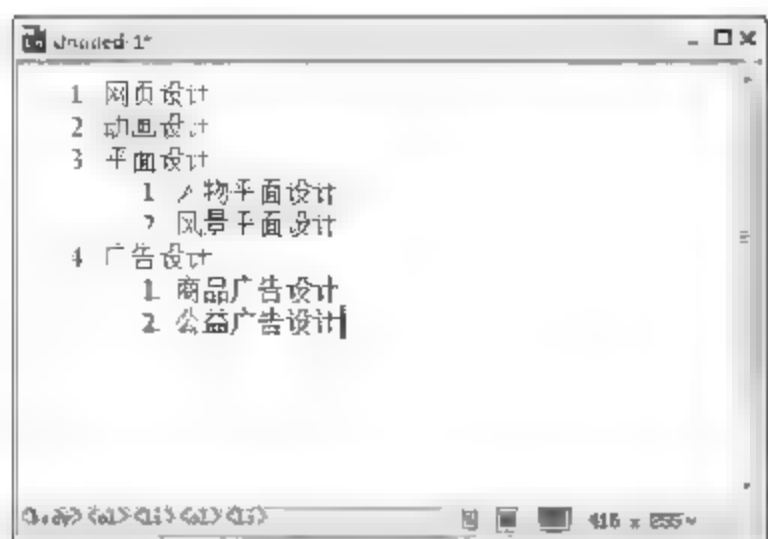 Untitled-1*
1 网页设计
2 动画设计
3 平面设计
1 人物平面设计
2 风景平面设计
4 广告设计
1. 商品广告设计
2. 公益广告设计
<body><ol><li><ol><li>
416 x 255